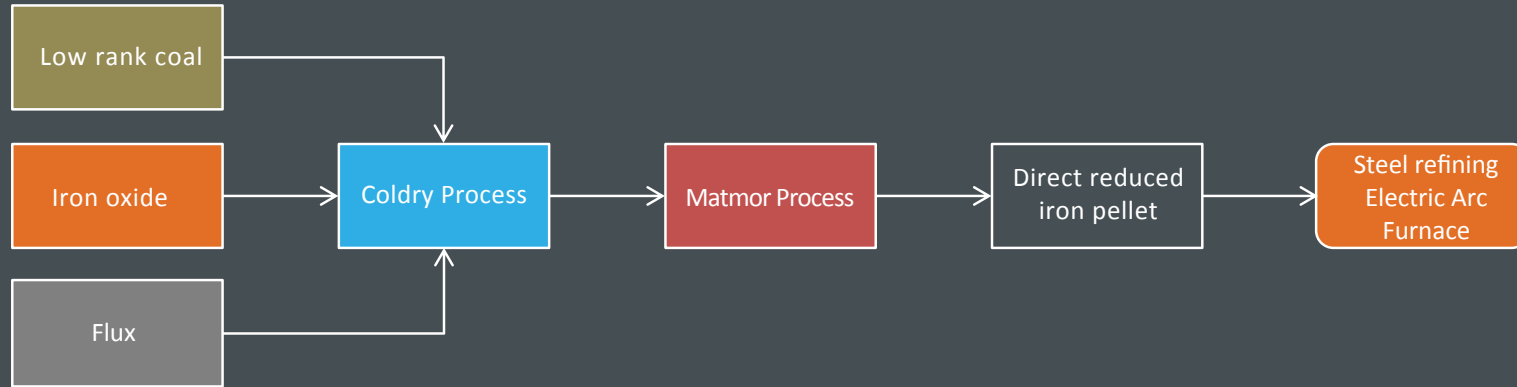 Low rank coal
Iron oxide
Flux
Coldry Process
Matmor Process
Direct reduced
iron pellet
Steel refining
Electric Arc
Furnace